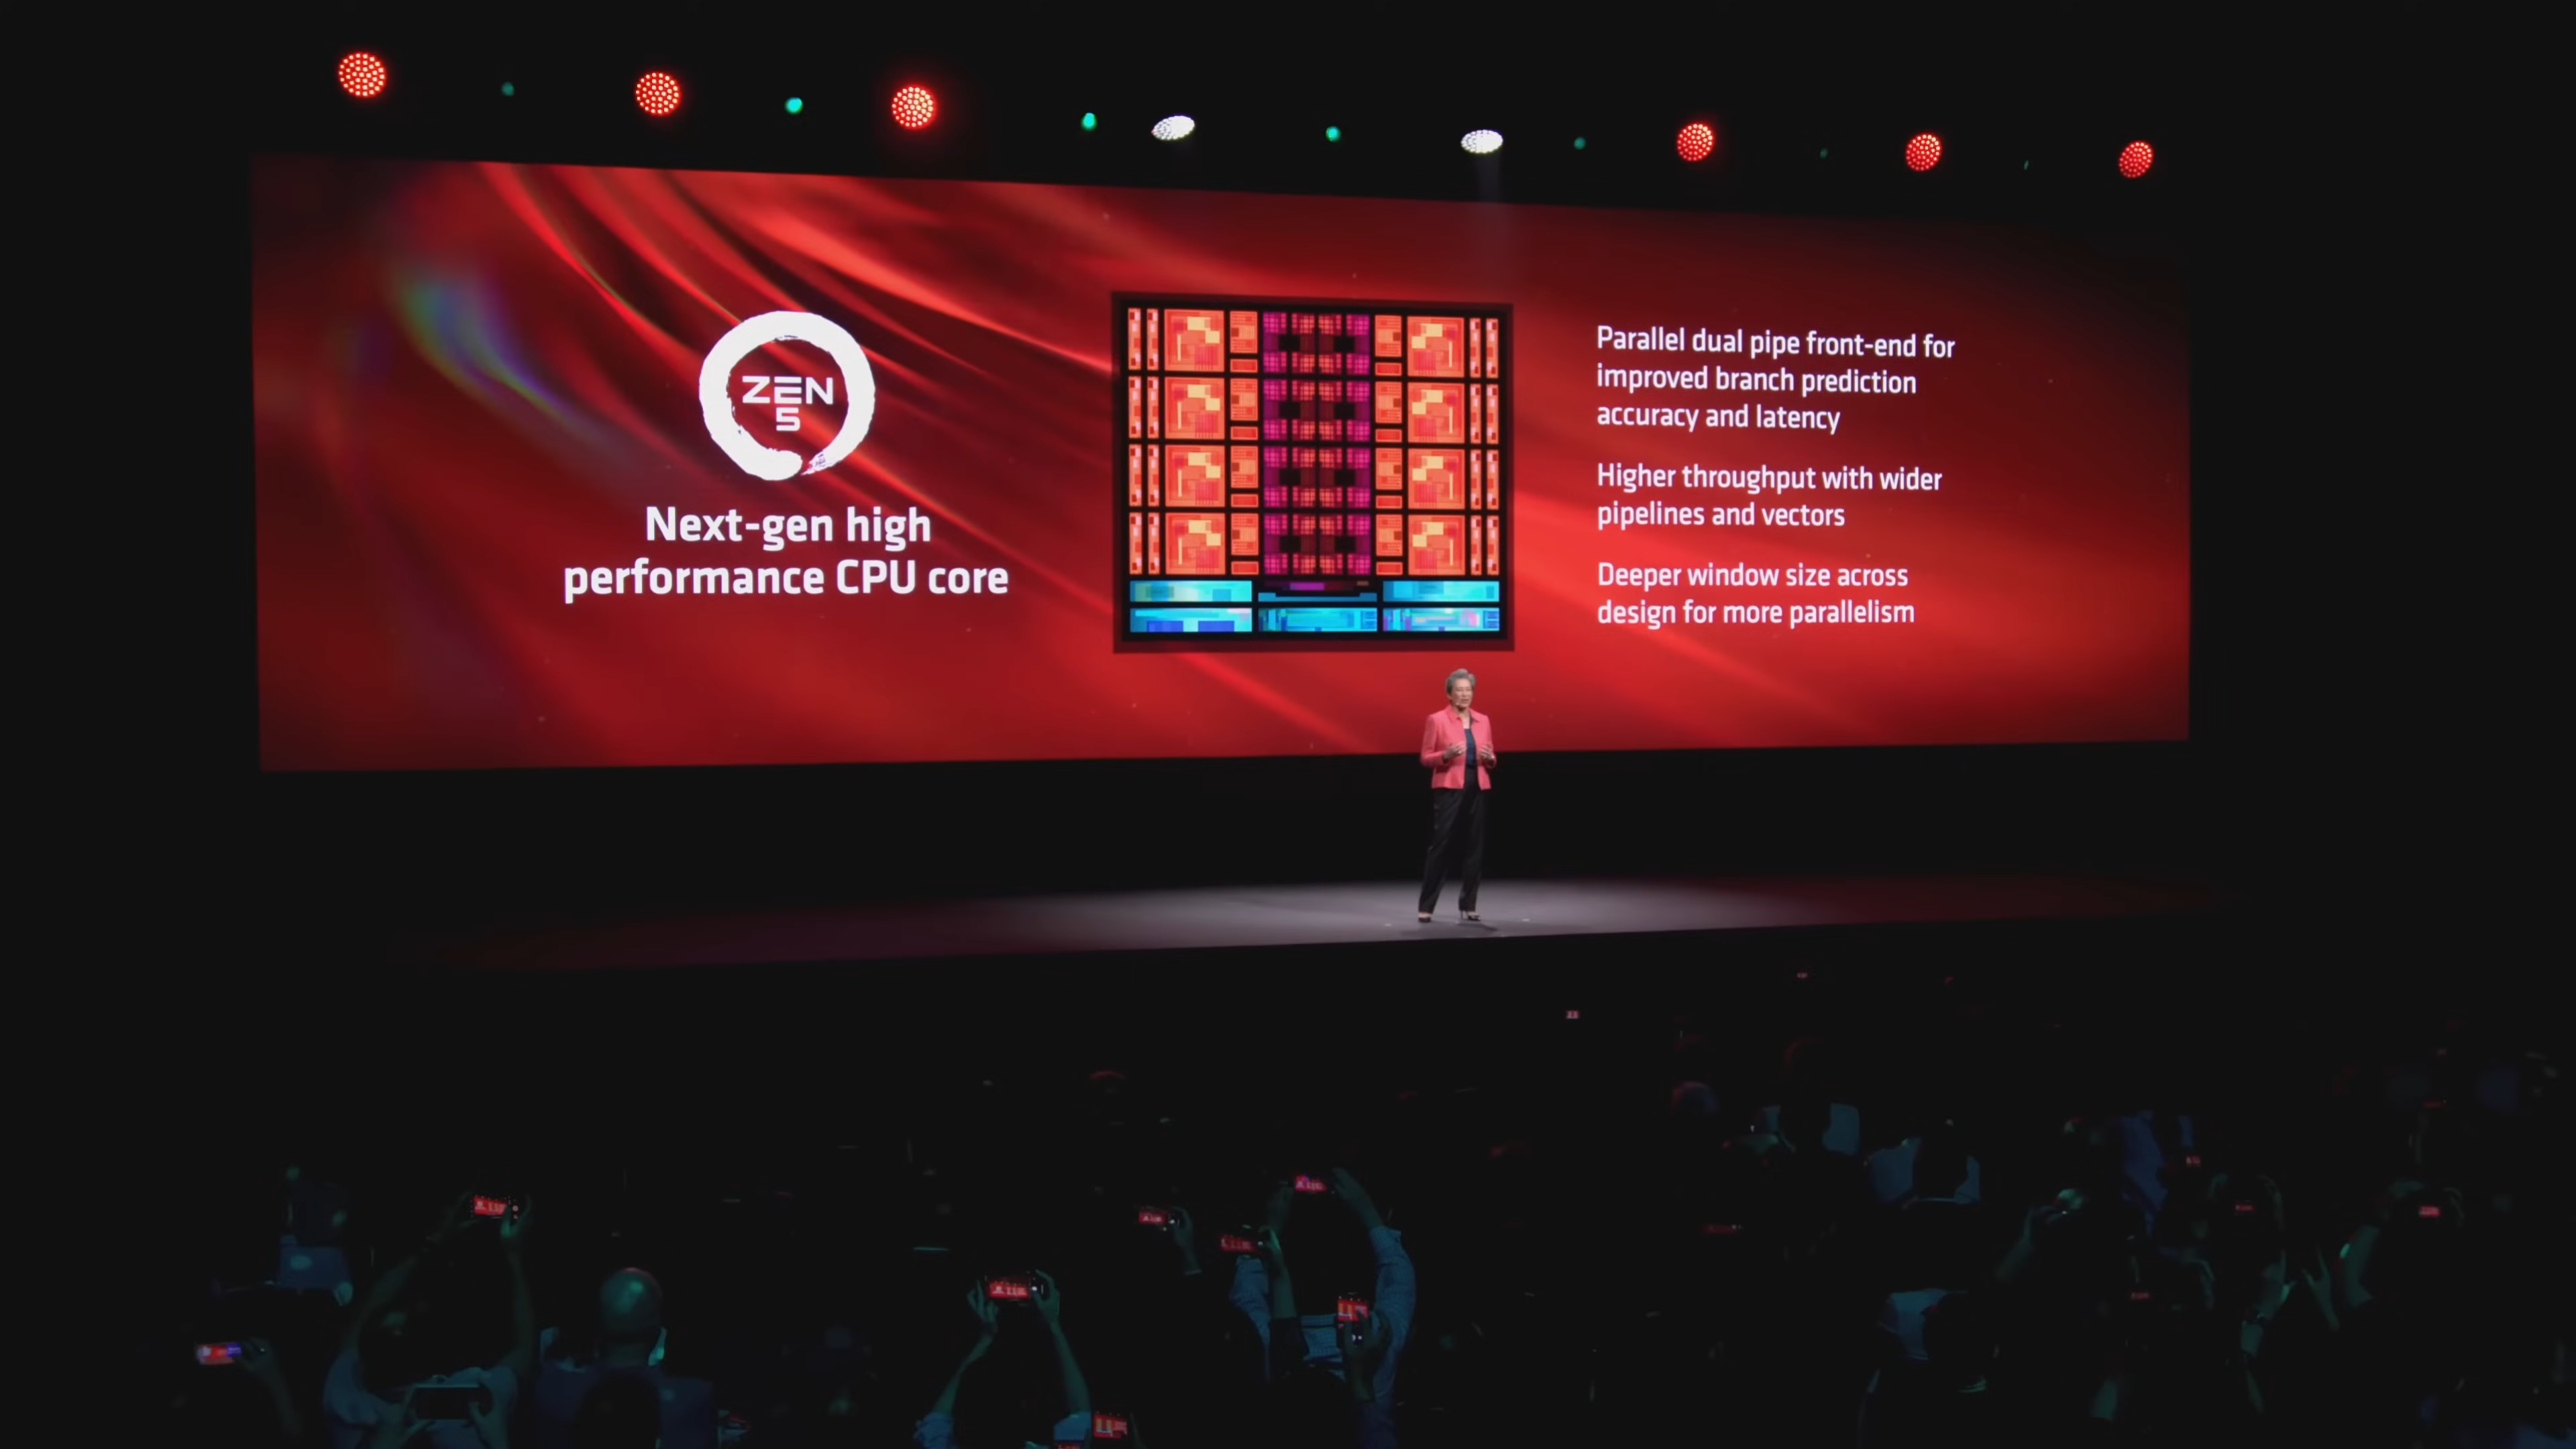 ZEN
5
Next-gen high
performance CPU core
Parallel dual pipe front-end for
improved branch prediction
accuracy and latency
Higher throughput with wider
pipelines and vectors
Deeper window size across
design for more parallelism